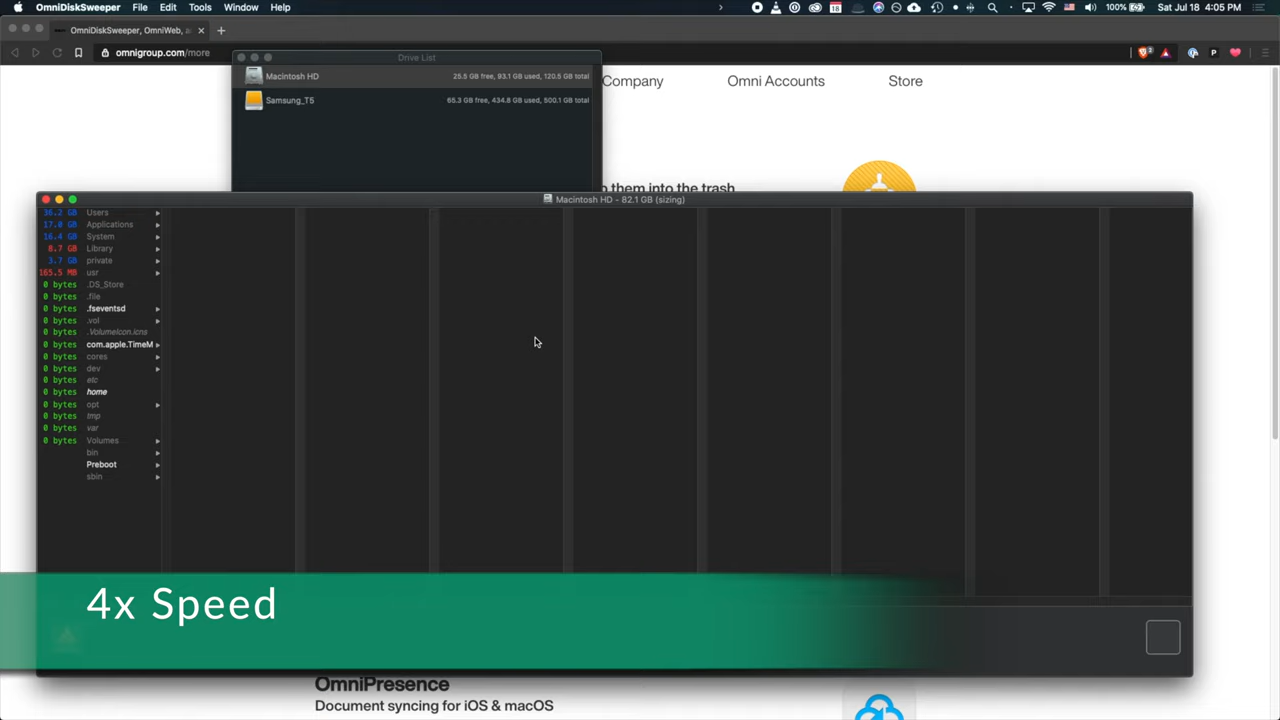 OmniDiskSweeper File Edit Tools Window Help 18 100% Sat Jul 18 4:05 PM
OmniDiskSweeper, OmniWeb, a
omnigroup.com/more
Drive List
Macintosh HD 25.5 GB free, 93.1 GB used, 120.5 GB total
Samsung_T5 65.3 GB free, 434.8 GB used, 500.1 GB total
Company Omni Accounts Store
them into the trash
Macintosh HD - 82.1 GB (sizing)
36.2 GB Users
17.0 GB Applications
16.4 GB System
8.7 GB Library
3.7 GB private
165.5 MB usr
0 bytes .DS_Store
0 bytes .file
0 bytes .fseventsd
0 bytes .vol
0 bytes .VolumeIcon.icns
0 bytes com.apple.TimeM
0 bytes cores
0 bytes dev
0 bytes etc
0 bytes home
0 bytes opt
0 bytes tmp
0 bytes var
0 bytes Volumes
bin
Preboot
sbin
4x Speed
OmniPresence
Document syncing for iOS & macOS